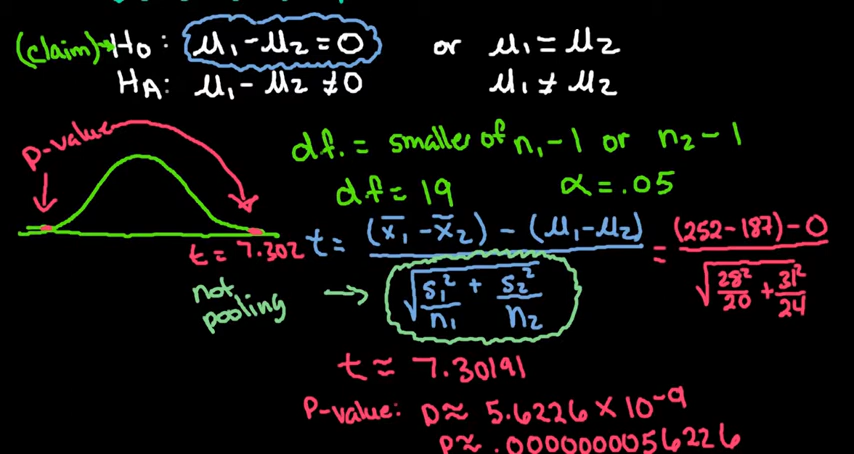 (claim) → H₀: μ₁ - μ₂ = 0 or μ₁ = μ₂
H_A: μ₁ - μ₂ ≠ 0 μ₁ ≠ μ₂
p-value
d.f. = smaller of n₁-1 or n₂-1
df = 19 α = .05
t = 7.302
t = ((x̄₁ - x̄₂) - (μ₁ - μ₂)) / √(s₁²/n₁ + s₂²/n₂) = ((252-187) - 0) / √(28²/20 + 31²/24)
not
pooling →
t ≈ 7.30191
P-value: p ≈ 5.6226 × 10⁻⁹
p ≈ .0000000056226